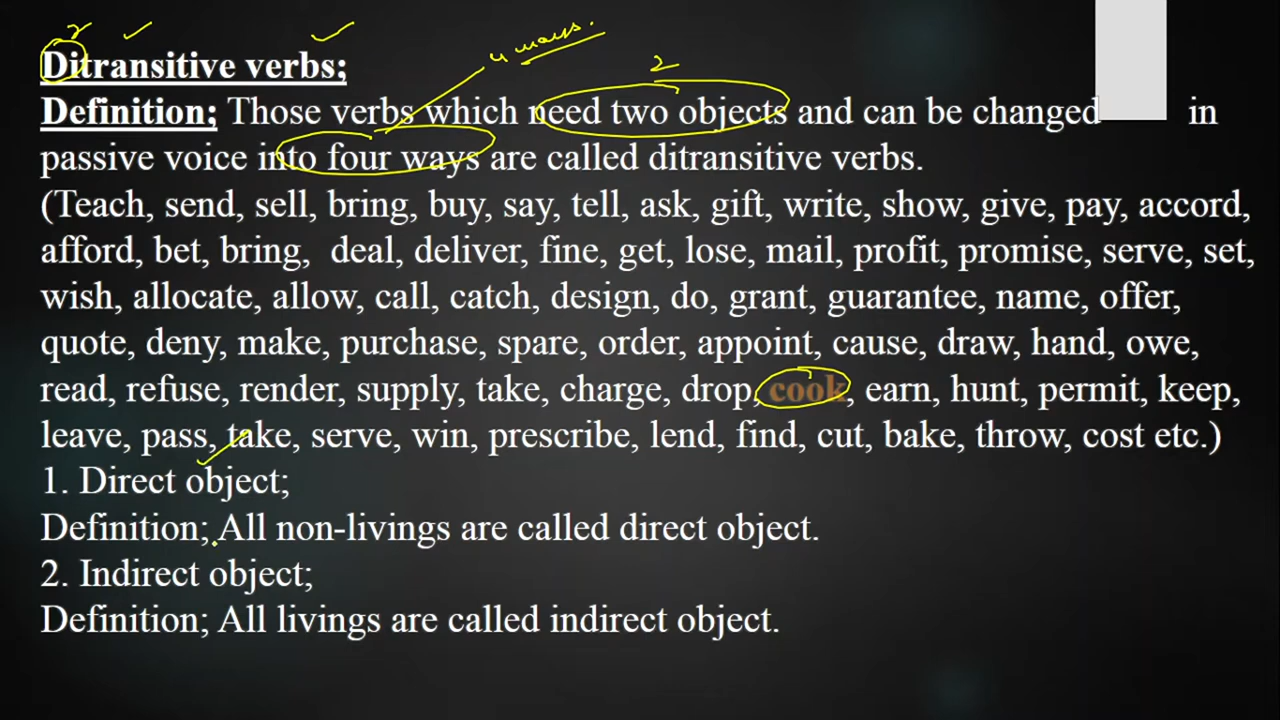 2
Ditransitive verbs;
4 ways.
2
Definition; Those verbs which need two objects and can be changed in
passive voice into four ways are called ditransitive verbs.
(Teach, send, sell, bring, buy, say, tell, ask, gift, write, show, give, pay, accord,
afford, bet, bring, deal, deliver, fine, get, lose, mail, profit, promise, serve, set,
wish, allocate, allow, call, catch, design, do, grant, guarantee, name, offer,
quote, deny, make, purchase, spare, order, appoint, cause, draw, hand, owe,
read, refuse, render, supply, take, charge, drop, cook, earn, hunt, permit, keep,
leave, pass, take, serve, win, prescribe, lend, find, cut, bake, throw, cost etc.)
1. Direct object;
Definition; All non-livings are called direct object.
2. Indirect object;
Definition; All livings are called indirect object.